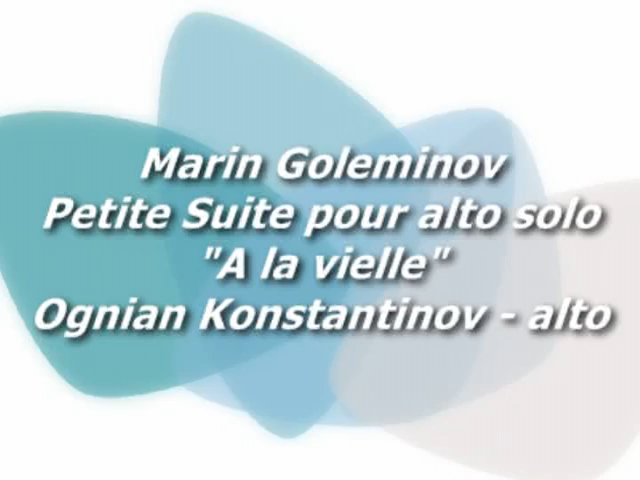 Marin Goleminov
Petite Suite pour alto solo
"A la vielle"
Ognian Konstantinov - alto